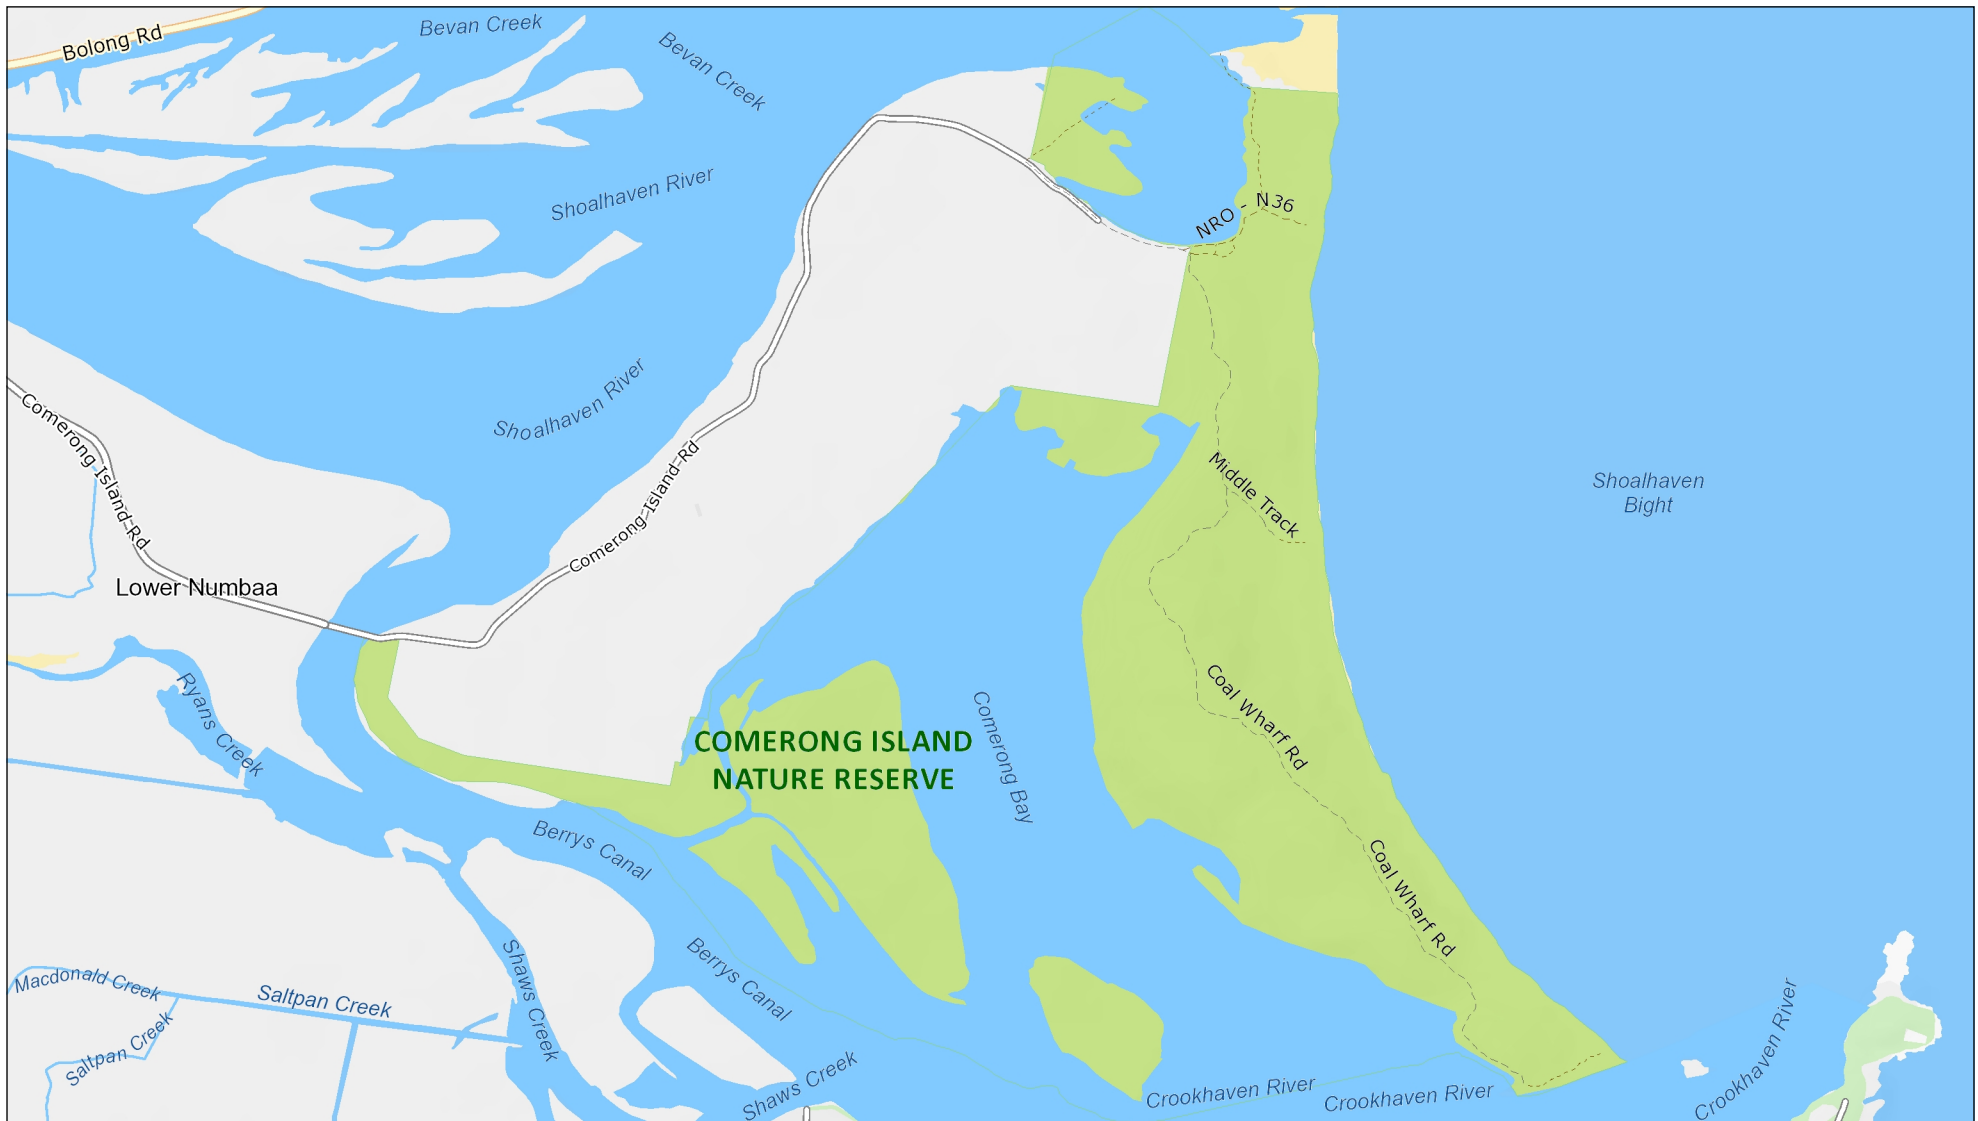 Bevan Creek
Bolong Rd
Bevan Creek
Shoalhaven River
NRO - N36
Shoalhaven River
Comerong Island Rd
Comerong Island Rd
Middle Track
Shoalhaven
Bight
Lower Numbaa
Ryans Creek
Coal Wharf Rd
Comerong Bay
COMERONG ISLAND
NATURE RESERVE
Berrys Canal
Coal Wharf Rd
Berrys Canal
Shaws Creek
Macdonald Creek
Saltpan Creek
Saltpan Creek
Shaws Creek
Crookhaven River
Crookhaven River
Crookhaven River